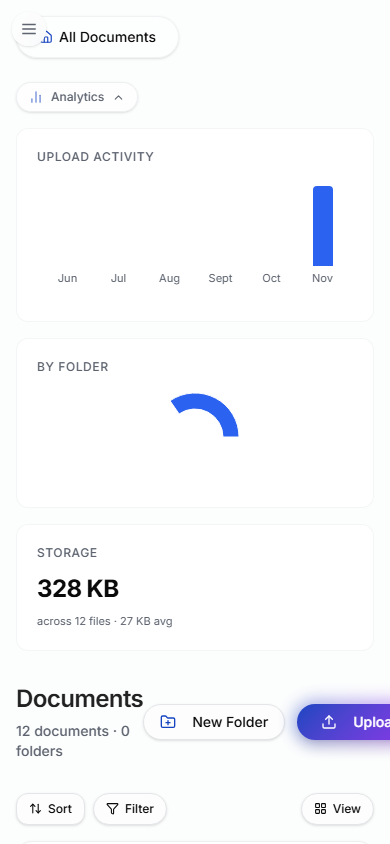 All Documents
Analytics
UPLOAD ACTIVITY
Jun Jul Aug Sept Oct Nov
BY FOLDER
STORAGE
328 KB
across 12 files · 27 KB avg
Documents
12 documents · 0
folders
New Folder
Sort
Filter
View